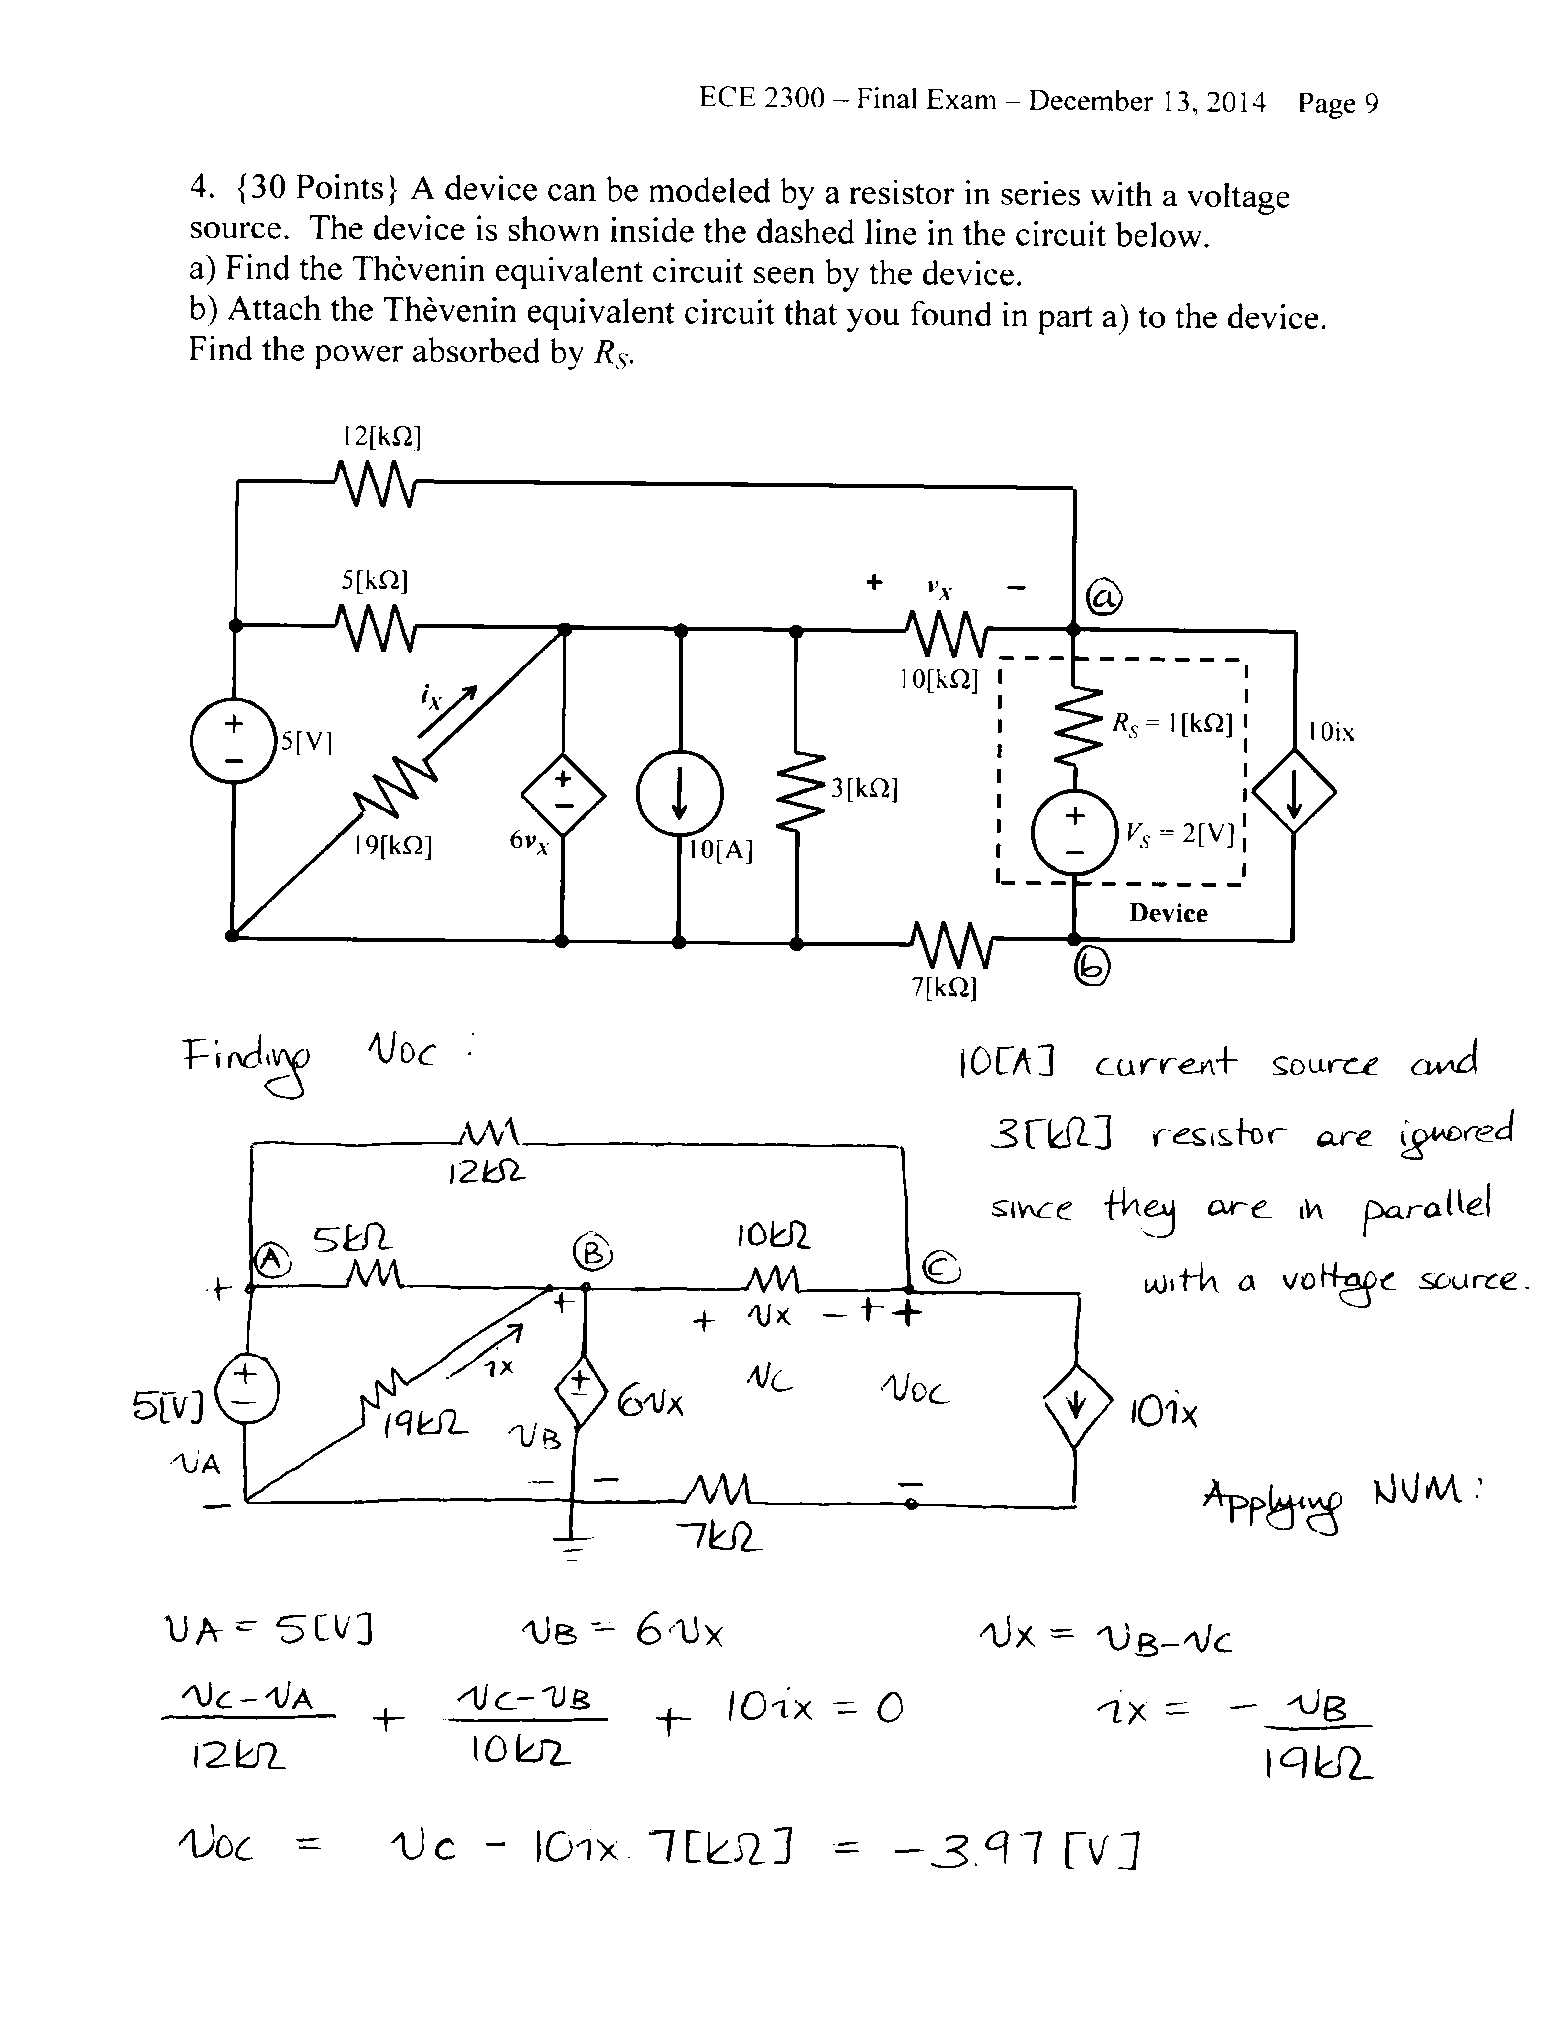 ECE 2300 – Final Exam – December 13, 2014 Page 9
4. {30 Points} A device can be modeled by a resistor in series with a voltage
source. The device is shown inside the dashed line in the circuit below.
a) Find the Thèvenin equivalent circuit seen by the device.
b) Attach the Thèvenin equivalent circuit that you found in part a) to the device.
Find the power absorbed by R_S.
12[kΩ]
5[kΩ]
+ v_X −
a
10[kΩ]
i_X
+
−
5[V]
R_S = 1[kΩ]
10ix
+
−
3[kΩ]
19[kΩ]
6v_X
10[A]
+
−
V_S = 2[V]
Device
b
7[kΩ]
Finding VOC :
10[A] current source and
3[kΩ] resistor are ignored
since they are in parallel
with a voltage source.
12kΩ
5kΩ
10kΩ
A
B
C
+
+
+ vx − + +
ix
+
−
5[V]
vA
−
19kΩ
vB
−
+
−
6vx
−
vC
vOC
−
10ix
7kΩ
Applying NVM :
vA = 5[V] vB = 6vx vx = vB-vC
vC-vA / 12kΩ + vC-vB / 10kΩ + 10ix = 0 ix = - vB / 19kΩ
vOC = vC - 10ix. 7[kΩ] = -3.97 [V]